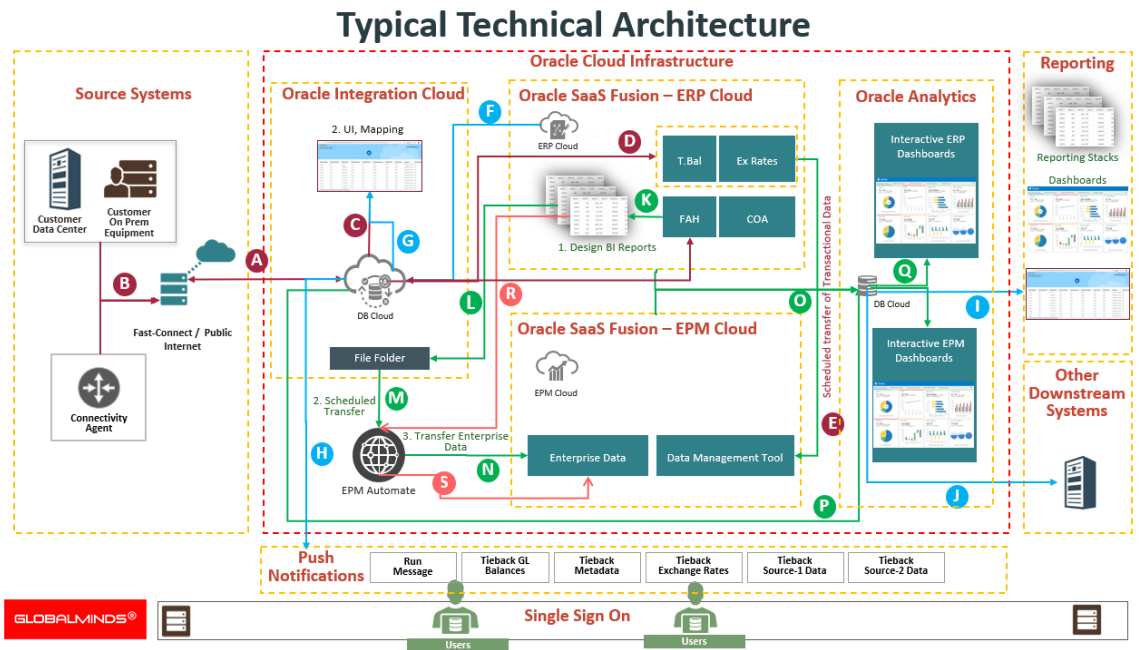 Typical Technical Architecture
Source Systems
Customer
Data Center
Customer
On Prem
Equipment
A
B
Fast-Connect / Public
Internet
Connectivity
Agent
Oracle Cloud Infrastructure
Oracle Integration Cloud
2. UI, Mapping
C
G
F
DB Cloud
L
File Folder
2. Scheduled
Transfer
M
H
EPM Automate
3. Transfer Enterprise
Data
N
S
Oracle SaaS Fusion – ERP Cloud
ERP Cloud
D
T.Bal
Ex Rates
K
FAH
COA
1. Design BI Reports
R
O
Scheduled transfer of Transactional Data
E
Oracle SaaS Fusion – EPM Cloud
EPM Cloud
Enterprise Data
Data Management Tool
P
Oracle Analytics
Interactive ERP
Dashboards
Q
DB Cloud
I
Interactive EPM
Dashboards
J
Reporting
Reporting Stacks
Dashboards
Other
Downstream
Systems
Push
Notifications
Run
Message
Tieback GL
Balances
Tieback
Metadata
Tieback
Exchange Rates
Tieback
Source-1 Data
Tieback
Source-2 Data
GLOBALMINDS®
Single Sign On
Users
Users